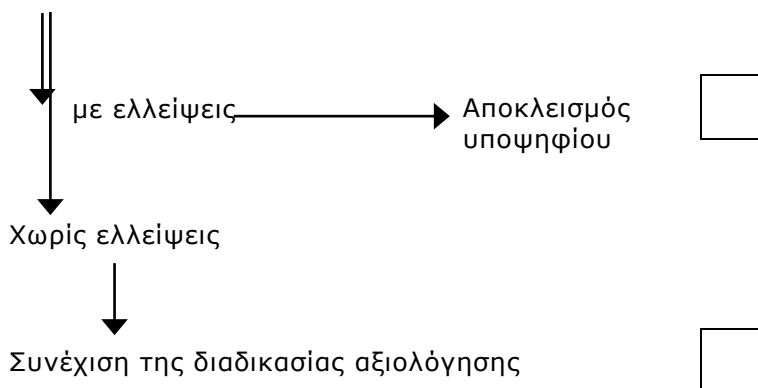 με ελλείψεις
Αποκλεισμός
υποψηφίου
Χωρίς ελλείψεις
Συνέχιση της διαδικασίας αξιολόγησης